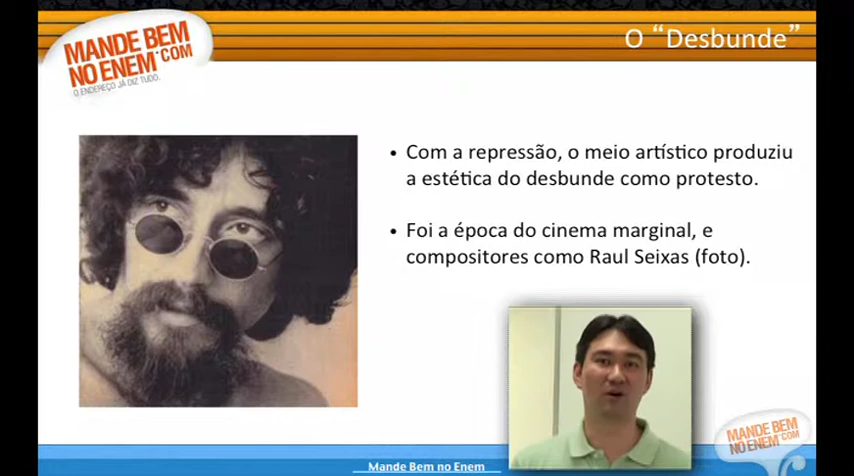 MANDE BEM
NO ENEM.COM
O ENDEREÇO JÁ DIZ TUDO.
O “Desbunde”
• Com a repressão, o meio artístico produziu
a estética do desbunde como protesto.
• Foi a época do cinema marginal, e
compositores como Raul Seixas (foto).
MANDE BEM
NO ENEM.COM
Mande Bem no Enem